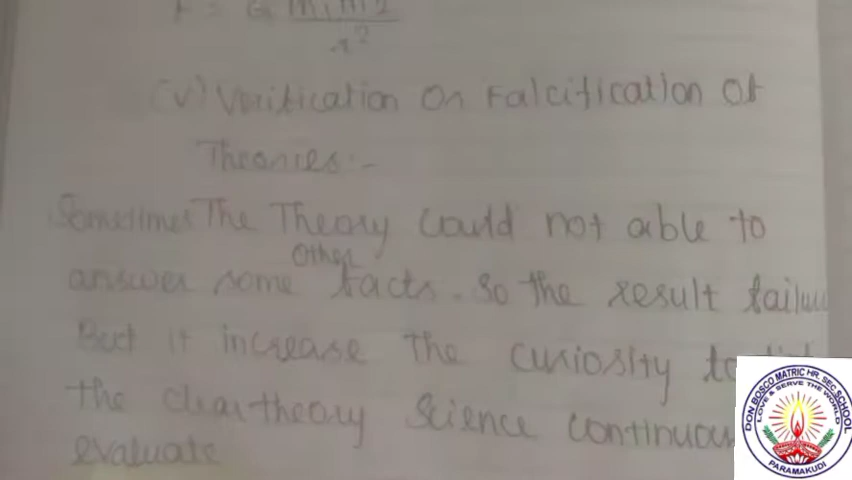 F = G m1m2
r²
(V) Verification Or Falcification Of
Theories:-
Sometimes The Theory could not able to
other
answer some facts. So the result failu
But it increase The curiosity to
the clear theory Science continuou
evaluate
DON BOSCO MATRIC HR. SEC SCHOOL
LOVE & SERVE THE WORLD
PARAMAKUDI